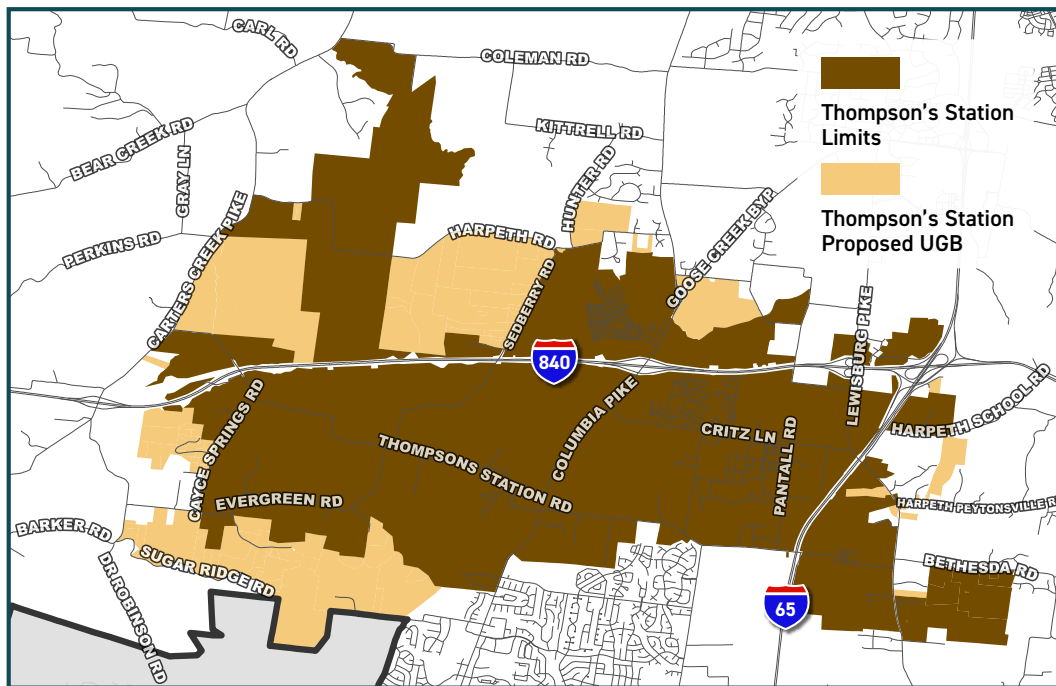 CARL RD
COLEMAN RD
KITTRELL RD
BEAR CREEK RD
GRAY LN
HUNTER RD
Thompson's Station
Limits
Thompson's Station
Proposed UGB
PERKINS RD
CARTERS CREEK PIKE
HARPETH RD
SEDBERRY RD
GOOSE CREEK BYP
LEWISBURG PIKE
840
HARPETH SCHOOL RD
CAYCE SPRINGS RD
COLUMBIA PIKE
CRITZ LN
PANTALL RD
THOMPSONS STATION RD
EVERGREEN RD
HARPETH PEYTONSVILLE R
BARKER RD
SUGAR RIDGE RD
DR ROBINSON RD
BETHESDA RD
65